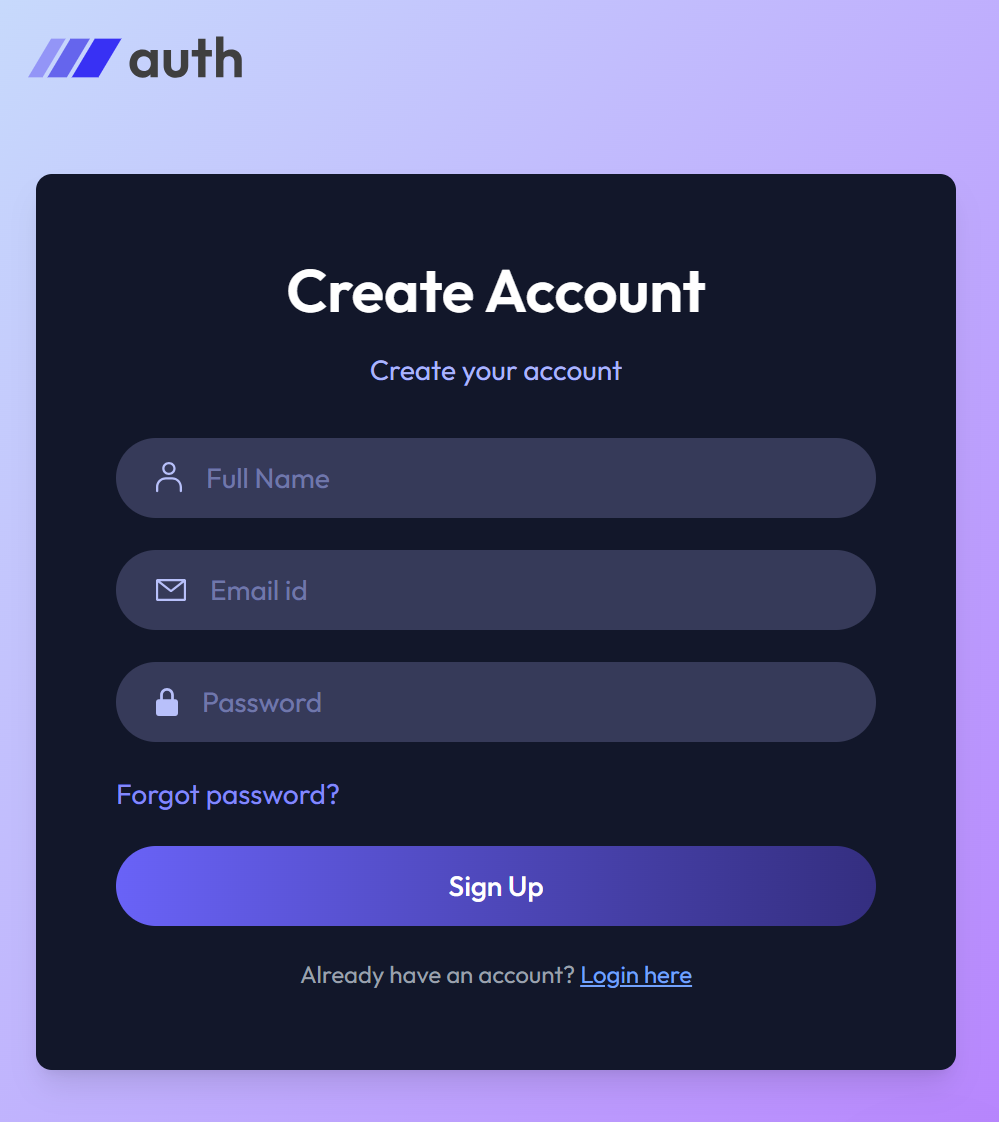 auth
Create Account
Create your account
Full Name
Email id
Password
Forgot password?
Sign Up
Already have an account? Login here